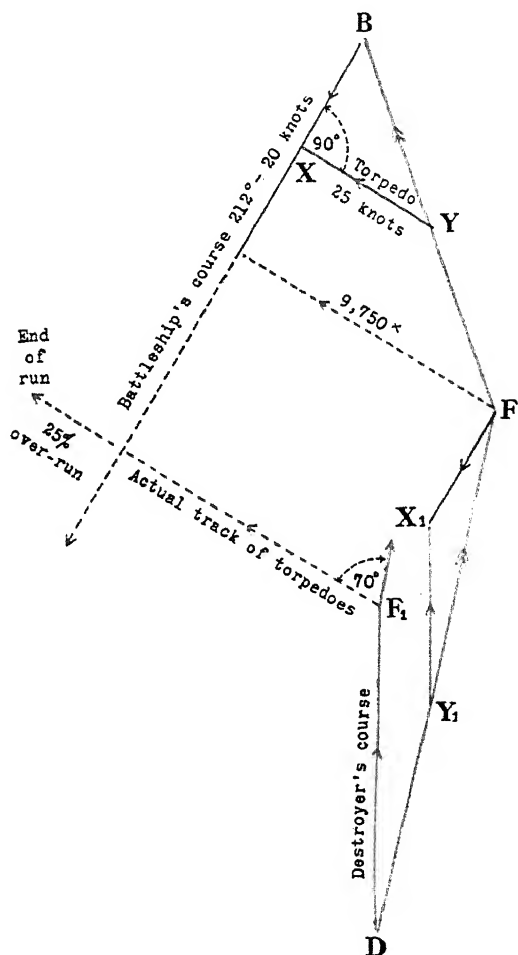 B
Battleship's course 212°- 20 knots
90°
X
Torpedo
25 knots
Y
9,750 ×
End
of
run
25%
over-run
F
X1
Actual track of torpedoes
70°
F1
Y1
Destroyer's course
D